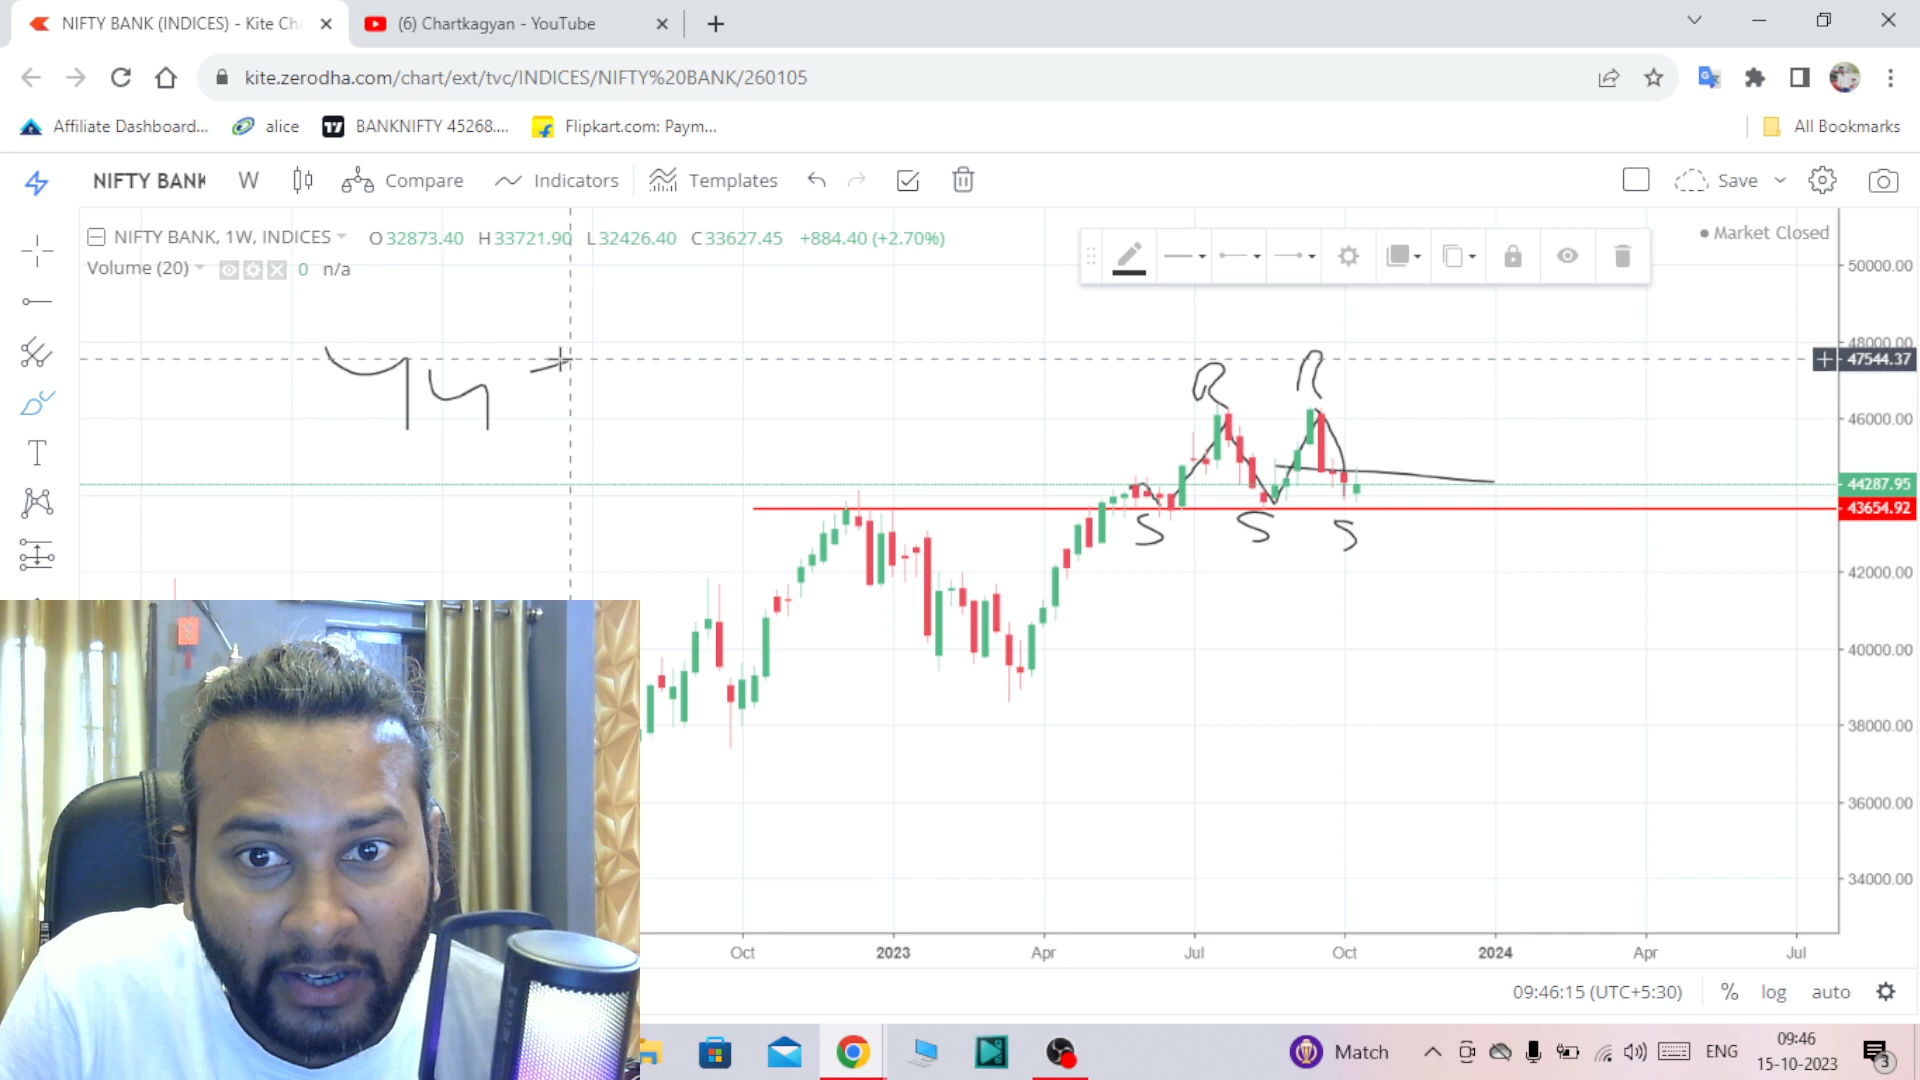 NIFTY BANK (INDICES) - Kite Cha
(6) Chartkagyan - YouTube
kite.zerodha.com/chart/ext/tvc/INDICES/NIFTY%20BANK/260105
Affiliate Dashboard...
alice
BANKNIFTY 45268....
Flipkart.com: Paym...
All Bookmarks
NIFTY BANK
W
Compare
Indicators
Templates
Save
NIFTY BANK, 1W, INDICES
O32873.40 H33721.90 L32426.40 C33627.45 +884.40 (+2.70%)
Market Closed
Volume (20)
0 n/a
50000.00
48000.00
47544.37
46000.00
44287.95
43654.92
42000.00
40000.00
38000.00
36000.00
34000.00
44
R
R
S
S
S
Oct
2023
Apr
Jul
Oct
2024
Apr
Jul
09:46:15 (UTC+5:30)
%
log
auto
Match
ENG
09:46
15-10-2023
3